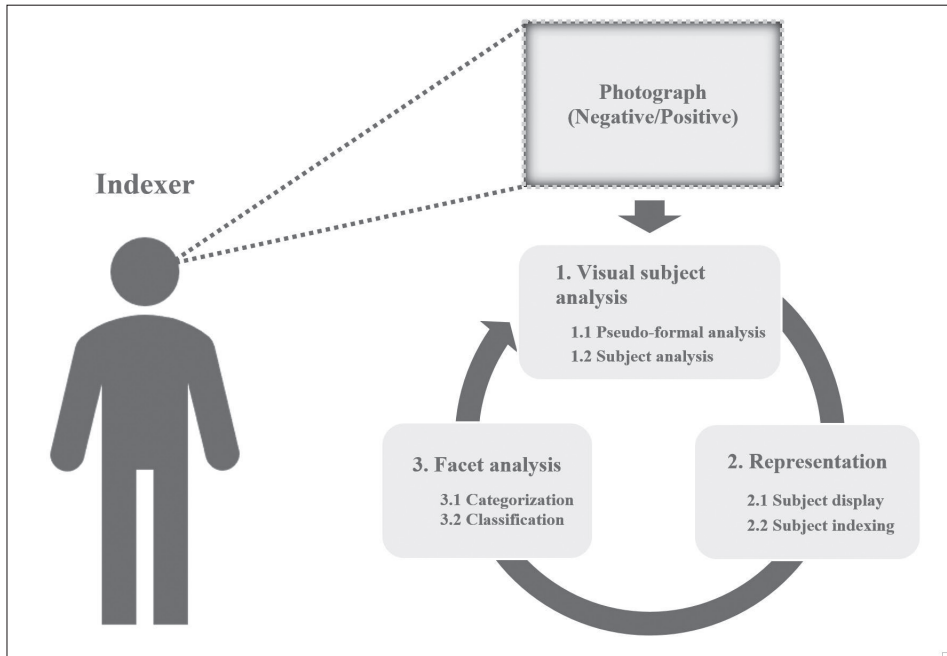 Photograph
(Negative/Positive)
Indexer
1. Visual subject
analysis
1.1 Pseudo-formal analysis
1.2 Subject analysis
3. Facet analysis
3.1 Categorization
3.2 Classification
2. Representation
2.1 Subject display
2.2 Subject indexing